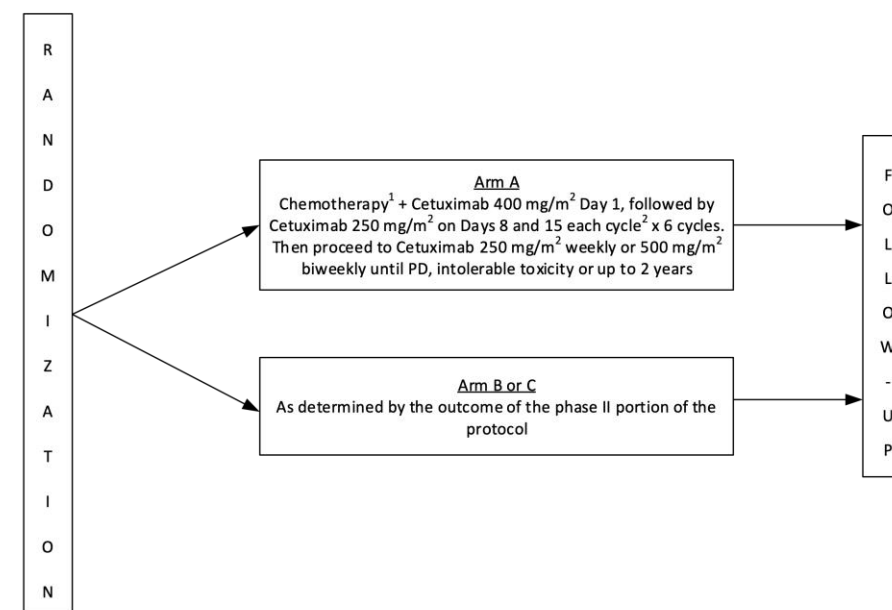 R
A
N
D
O
M
I
Z
A
T
I
O
N
Arm A
Chemotherapy¹ + Cetuximab 400 mg/m² Day 1, followed by
Cetuximab 250 mg/m² on Days 8 and 15 each cycle² x 6 cycles.
Then proceed to Cetuximab 250 mg/m² weekly or 500 mg/m²
biweekly until PD, intolerable toxicity or up to 2 years
Arm B or C
As determined by the outcome of the phase II portion of the
protocol
F
O
L
L
O
W
-
U
P